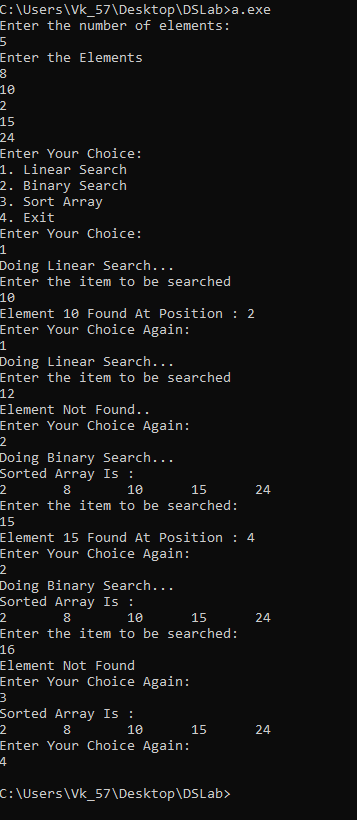 C:\Users\Vk_57\Desktop\DSLab>a.exe
Enter the number of elements:
5
Enter the Elements
8
10
2
15
24
Enter Your Choice:
1. Linear Search
2. Binary Search
3. Sort Array
4. Exit
Enter Your Choice:
1
Doing Linear Search...
Enter the item to be searched
10
Element 10 Found At Position : 2
Enter Your Choice Again:
1
Doing Linear Search...
Enter the item to be searched
12
Element Not Found..
Enter Your Choice Again:
2
Doing Binary Search...
Sorted Array Is :
2       8       10      15      24
Enter the item to be searched:
15
Element 15 Found At Position : 4
Enter Your Choice Again:
2
Doing Binary Search...
Sorted Array Is :
2       8       10      15      24
Enter the item to be searched:
16
Element Not Found
Enter Your Choice Again:
3
Sorted Array Is :
2       8       10      15      24
Enter Your Choice Again:
4
C:\Users\Vk_57\Desktop\DSLab>